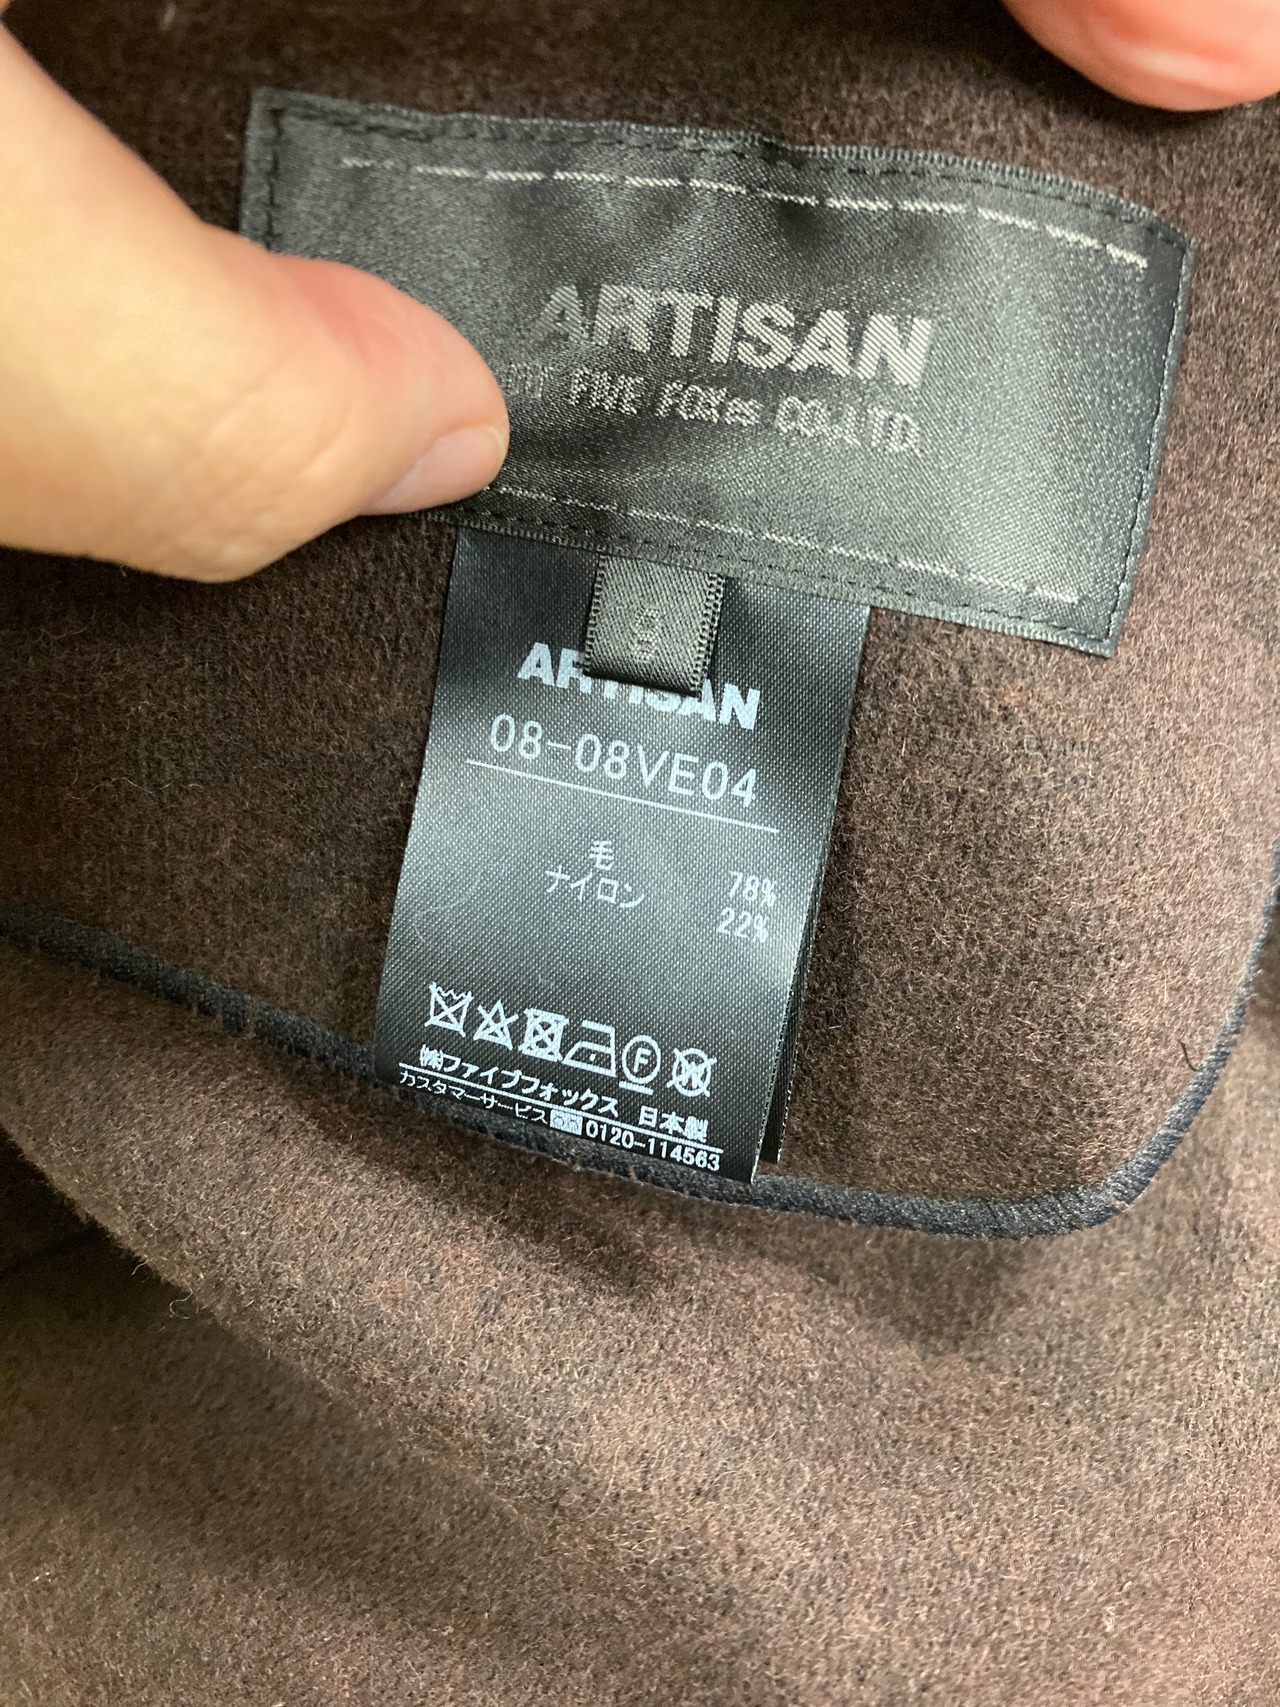 ARTISAN
FIVE FOXes CO.,LTD.
ARTISAN
08-08VE04
毛 78%
ナイロン 22%
F
W
(株)ファイブフォックス 日本製
カスタマーサービス 0120-114563